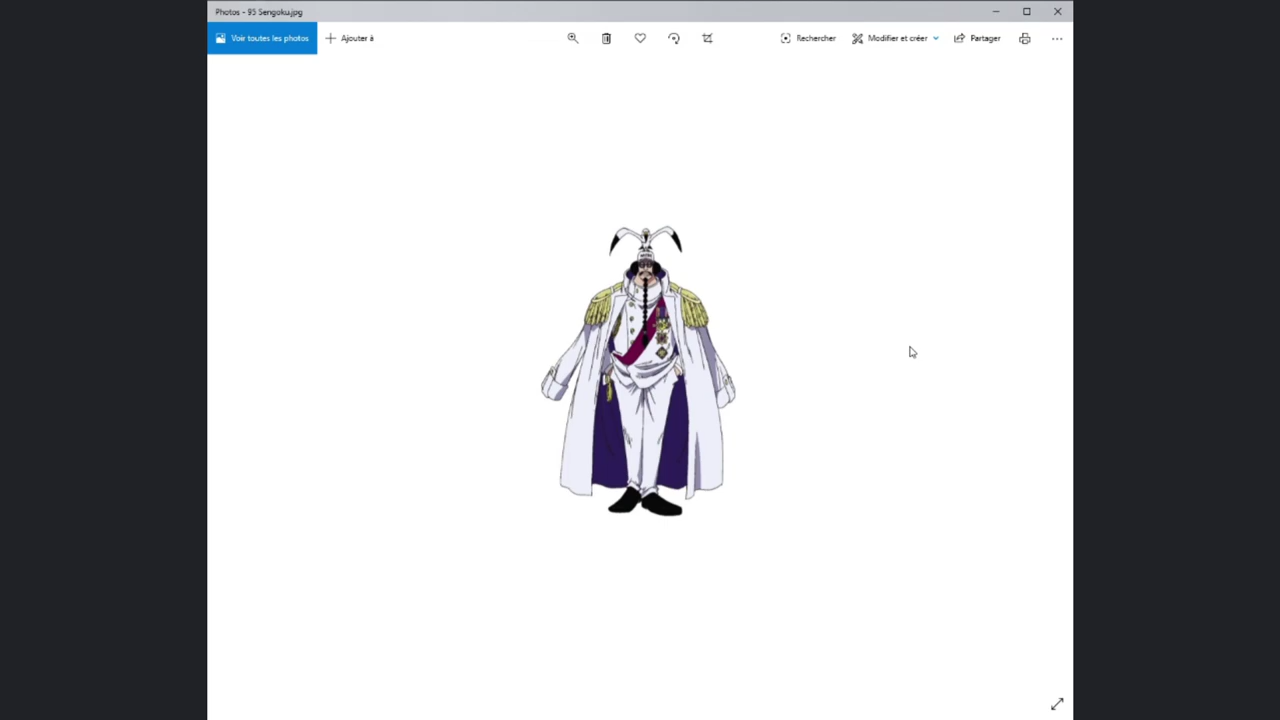 Photos - 95 Sengoku.jpg
Voir toutes les photos
Ajouter à
Rechercher
Modifier et créer
Partager